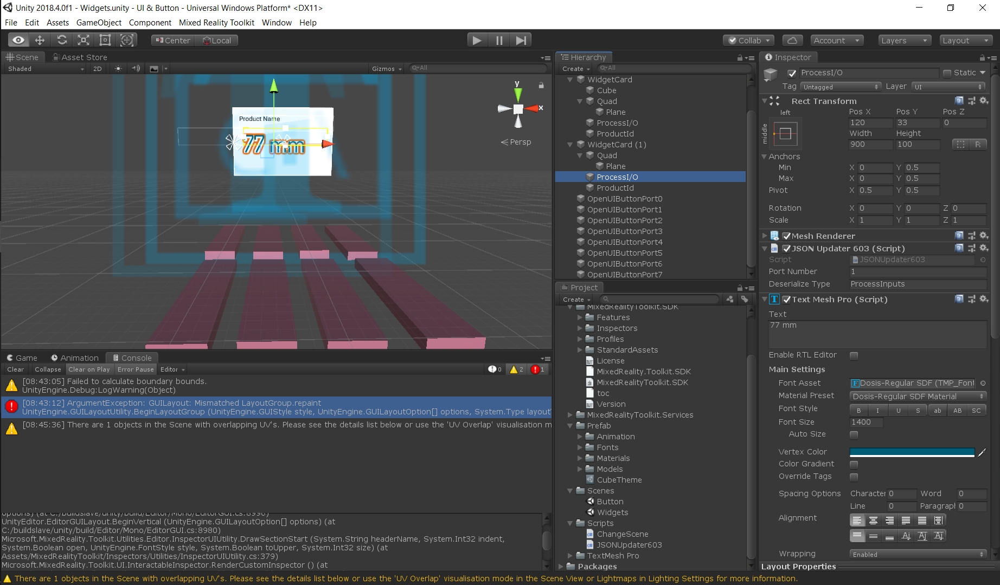 Unity 2018.4.0f1 - Widgets.unity - UI & Button - Universal Windows Platform* <DX11>
File Edit Assets GameObject Component Mixed Reality Toolkit Window Help
Center Local Collab Account Layers Layout
Scene Asset Store
Shaded 2D Gizmos All
y
x
Persp
Product Name
77 mm
Game Animation Console
Clear Collapse Clear on Play Error Pause Editor 0 2 1
[08:43:05] Failed to calculate boundary bounds.
UnityEngine.Debug:LogWarning(Object)
[08:43:12] ArgumentException: GUILayout: Mismatched LayoutGroup.repaint
UnityEngine.GUILayoutUtility.BeginLayoutGroup (UnityEngine.GUIStyle style, UnityEngine.GUILayoutOption[] options, System.Type layoutT
[08:45:36] There are 1 objects in the Scene with overlapping UV's. Please see the details list below or use the 'UV Overlap' visualisation m
options) (at C:/buildslave/unity/build/Editor/Mono/EditorGUI.cs:8996)
UnityEditor.EditorGUILayout.BeginVertical (UnityEngine.GUILayoutOption[] options) (at
C:/buildslave/unity/build/Editor/Mono/EditorGUI.cs:8980)
Microsoft.MixedReality.Toolkit.Utilities.Editor.InspectorUIUtility.DrawSectionStart (System.String headerName, System.Int32 indent,
System.Boolean open, UnityEngine.FontStyle style, System.Boolean toUpper, System.Int32 size) (at
Assets/MixedRealityToolkit/Inspectors/Utilities/InspectorUIUtility.cs:379)
Microsoft.MixedReality.Toolkit.UI.InteractableInspector.RenderCustomInspector () (at
Hierarchy
Create All
WidgetCard
Cube
Quad
Plane
ProcessI/O
ProductId
WidgetCard (1)
Quad
Plane
ProcessI/O
ProductId
OpenUIButtonPort0
OpenUIButtonPort1
OpenUIButtonPort2
OpenUIButtonPort3
OpenUIButtonPort4
OpenUIButtonPort5
OpenUIButtonPort6
OpenUIButtonPort7
Project
Create
MixedRealityToolkit.SDK
Features
Inspectors
Profiles
StandardAssets
License
MixedReality.Toolkit.SDK
MixedRealityToolkit.SDK
toc
Version
MixedRealityToolkit.Services
Prefab
Animation
Fonts
Materials
Models
CubeTheme
Scenes
Button
Widgets
Scripts
ChangeScene
JSONUpdater603
TextMesh Pro
Packages
Inspector
ProcessI/O Static
Tag Untagged Layer UI
Rect Transform
left Pos X Pos Y Pos Z
middle 120 33 0
Width Height
900 100 R
Anchors
Min X 0 Y 0.5
Max X 0 Y 0.5
Pivot X 0.5 Y 0.5
Rotation X 0 Y 0 Z 0
Scale X 1 Y 1 Z 1
Mesh Renderer
JSON Updater 603 (Script)
Script JSONUpdater603
Port Number 1
Deserialize Type ProcessInputs
Text Mesh Pro (Script)
Text
77 mm
Enable RTL Editor
Main Settings
Font Asset Dosis-Regular SDF (TMP_Font
Material Preset Dosis-Regular SDF Material
Font Style B I U S ab AB SC
Font Size 1400
Auto Size
Vertex Color
Color Gradient
Override Tags
Spacing Options Character 0 Word 0
Line 0 Paragraph 0
Alignment
Wrapping Enabled
Layout Properties
There are 1 objects in the Scene with overlapping UV's. Please see the details list below or use the 'UV Overlap' visualisation mode in the Scene View or Lightmaps in Lighting Settings for more information.